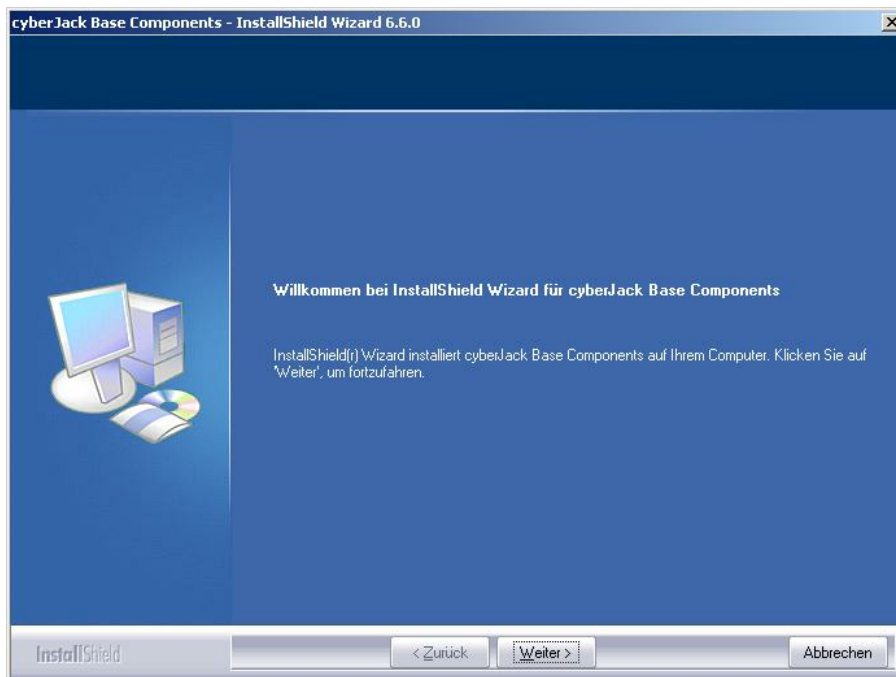 cyberJack Base Components - InstallShield Wizard 6.6.0
Willkommen bei InstallShield Wizard für cyberJack Base Components
InstallShield(r) Wizard installiert cyberJack Base Components auf Ihrem Computer. Klicken Sie auf
'Weiter', um fortzufahren.
InstallShield
< Zurück
Weiter >
Abbrechen